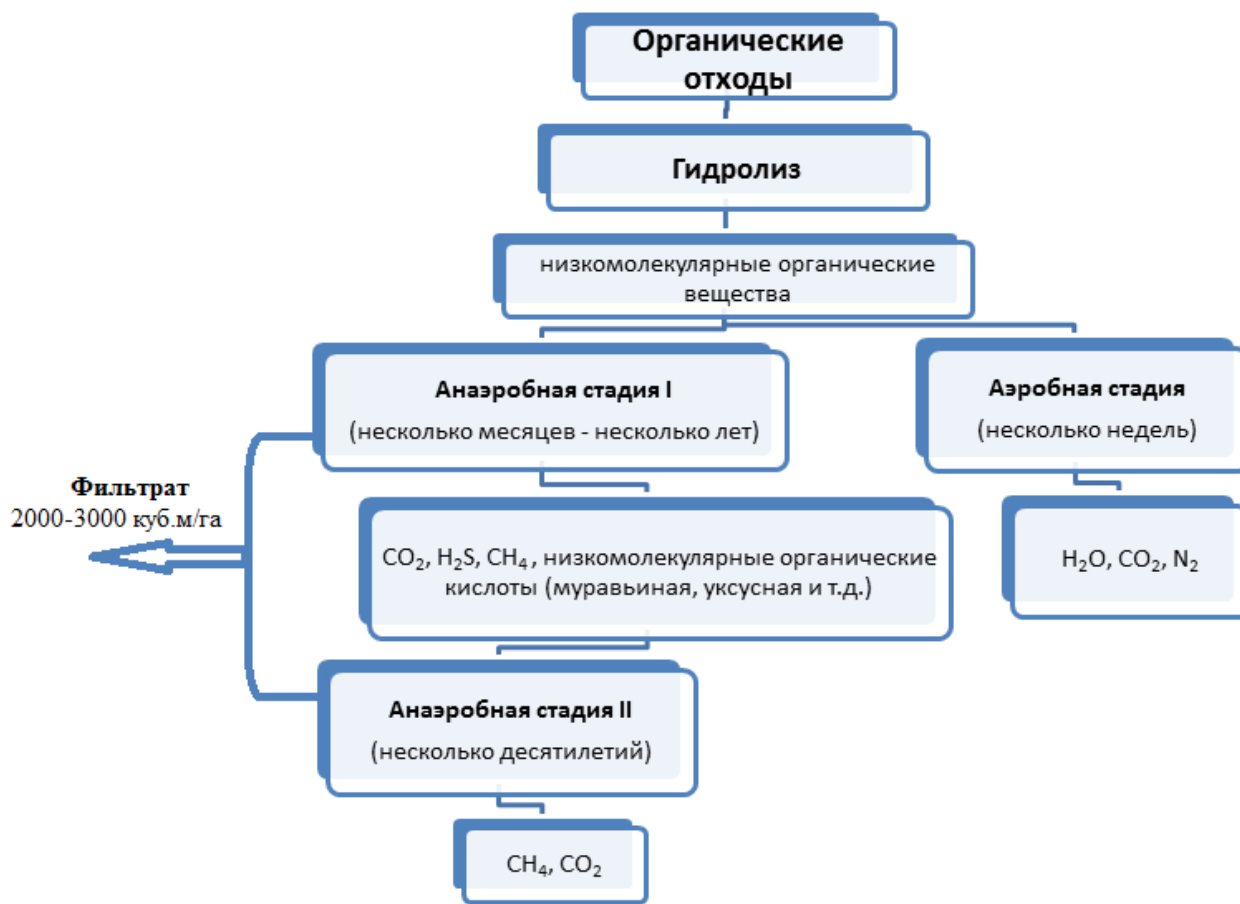 Органические
отходы
Гидролиз
низкомолекулярные органические
вещества
Анаэробная стадия I
(несколько месяцев - несколько лет)
Аэробная стадия
(несколько недель)
Фильтрат
2000-3000 куб.м/га
CO₂, H₂S, CH₄, низкомолекулярные органические
кислоты (муравьиная, уксусная и т.д.)
H₂O, CO₂, N₂
Анаэробная стадия II
(несколько десятилетий)
CH₄, CO₂